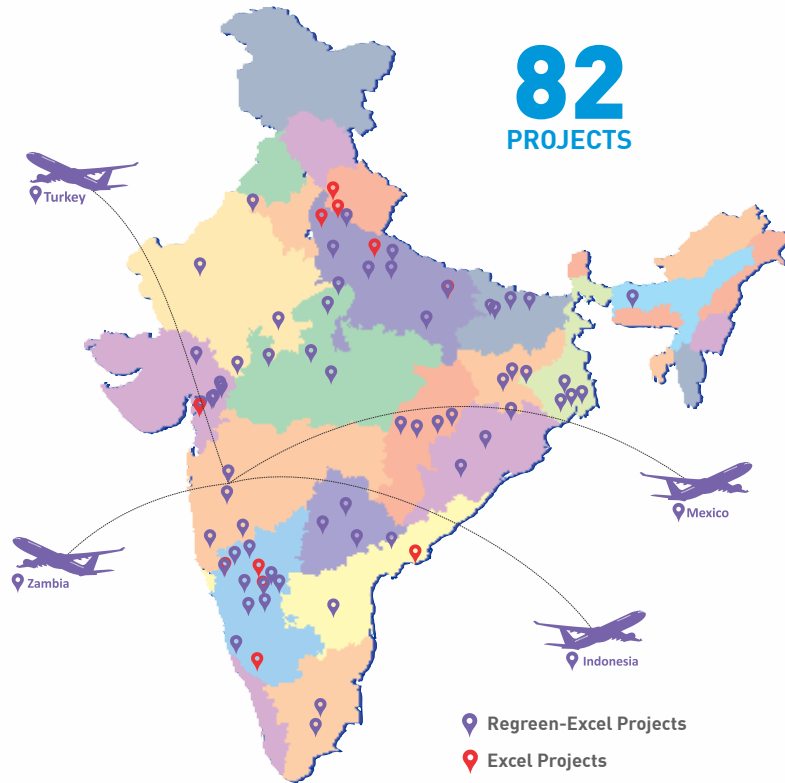 82
PROJECTS
Turkey
Mexico
Zambia
Indonesia
Regreen-Excel Projects
Excel Projects